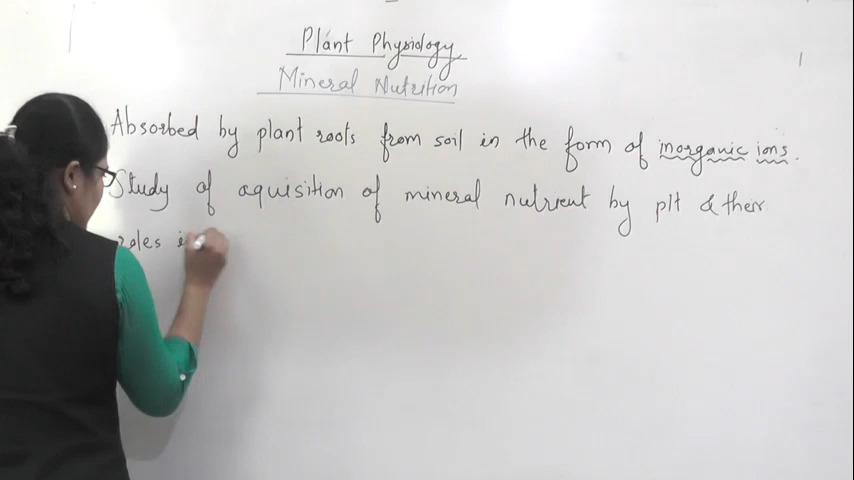 Plant Physiology
Mineral Nutrition
Absorbed by plant roots from soil in the form of inorganic ions.
Study of aquisition of mineral nutrient by plt & their
roles i